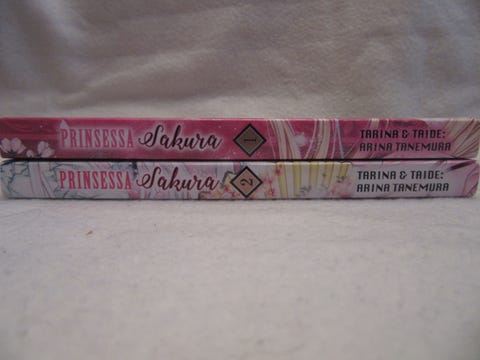 PRINSESSA Sakura 1 TARINA & TAIDE:
ARINA TANEMURA
PRINSESSA Sakura 2 TARINA & TAIDE:
ARINA TANEMURA